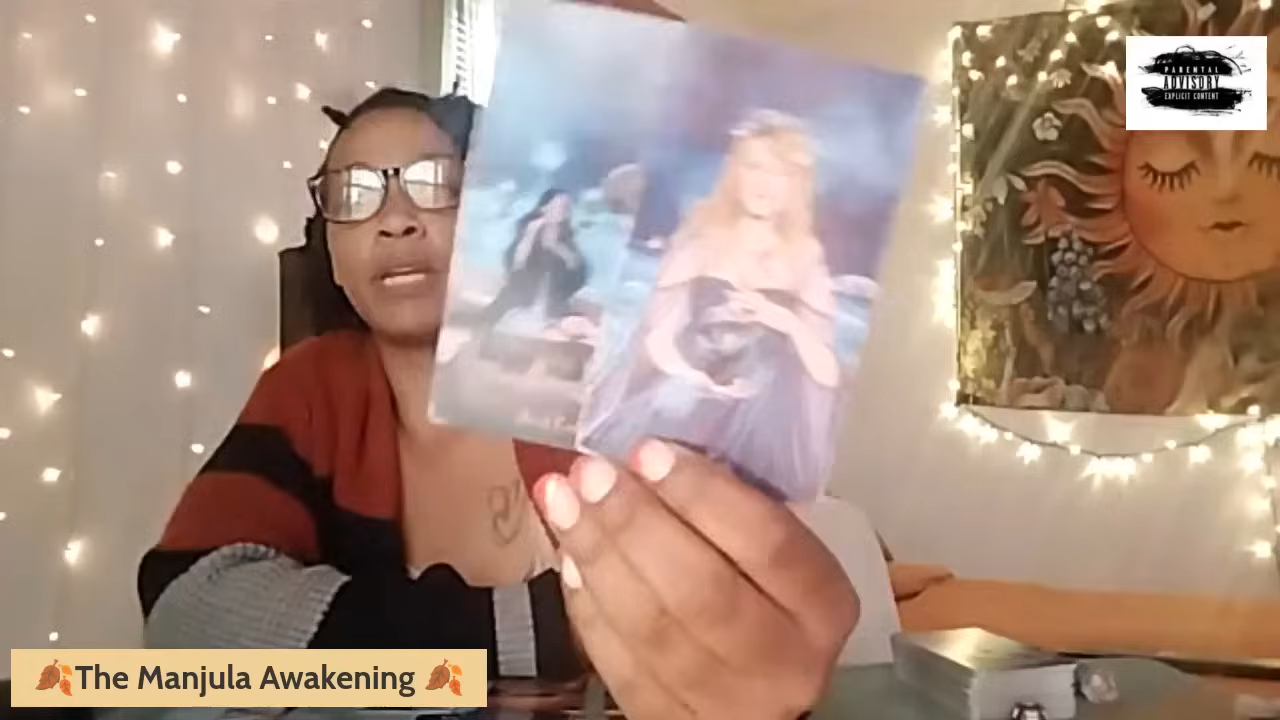 PARENTAL
ADVISORY
EXPLICIT CONTENT
🍂The Manjula Awakening 🍂